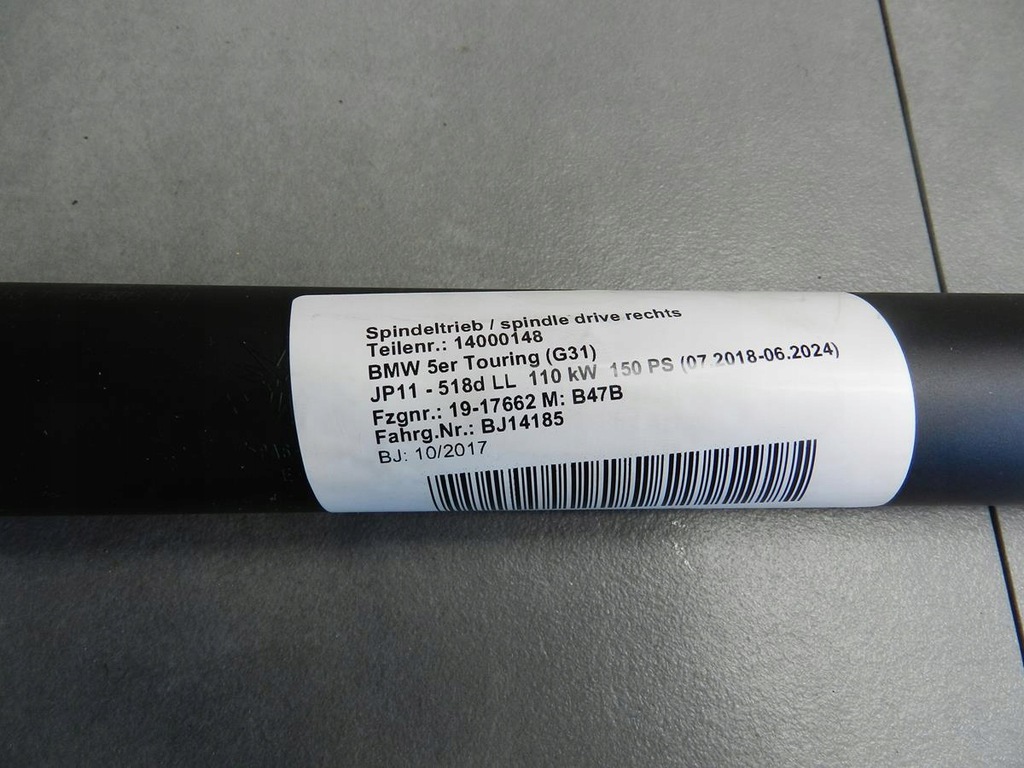 Spindeltrieb / spindle drive rechts
Teilenr.: 14000148
BMW 5er Touring (G31)
JP11 - 518d LL 110 kW 150 PS (07.2018-06.2024)
Fzgnr.: 19-17662 M: B47B
Fahrg.Nr.: BJ14185
BJ: 10/2017